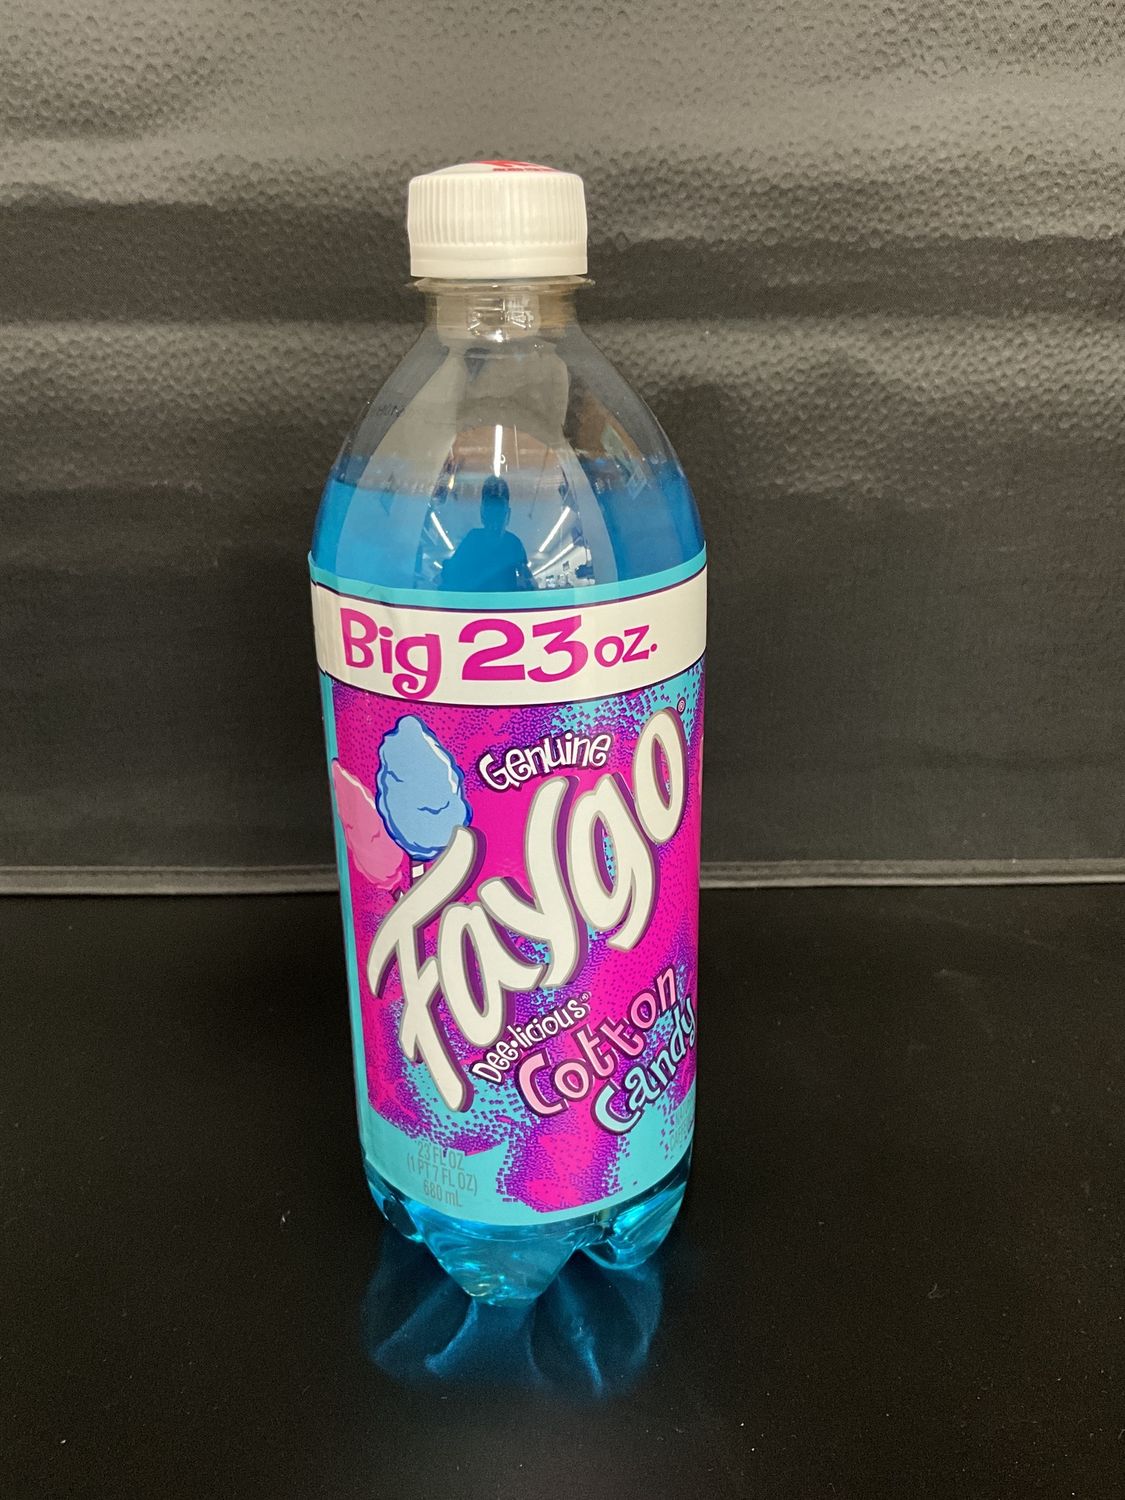 Big 23 oz.
Genuine
Faygo®
Dee•licious®
Cotton
Candy
23 FL OZ
(1 PT 7 FL OZ)
680 mL